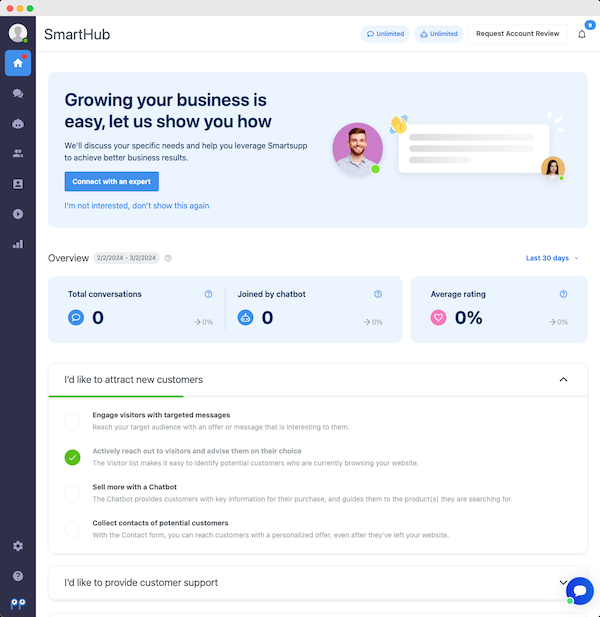 SmartHub
Unlimited
Unlimited
Request Account Review
9
Growing your business is
easy, let us show you how
We'll discuss your specific needs and help you leverage Smartsupp
to achieve better business results.
Connect with an expert
I'm not interested, don't show this again
Overview
2/2/2024 - 3/2/2024
Last 30 days
Total conversations
0
0%
Joined by chatbot
0
0%
Average rating
0%
0%
I'd like to attract new customers
Engage visitors with targeted messages
Reach your target audience with an offer or message that is interesting to them.
Actively reach out to visitors and advise them on their choice
The Visitor list makes it easy to identify potential customers who are currently browsing your website.
Sell more with a Chatbot
The Chatbot provides customers with key information for their purchase, and guides them to the product(s) they are searching for.
Collect contacts of potential customers
With the Contact form, you can reach customers with a personalized offer, even after they've left your website.
I'd like to provide customer support